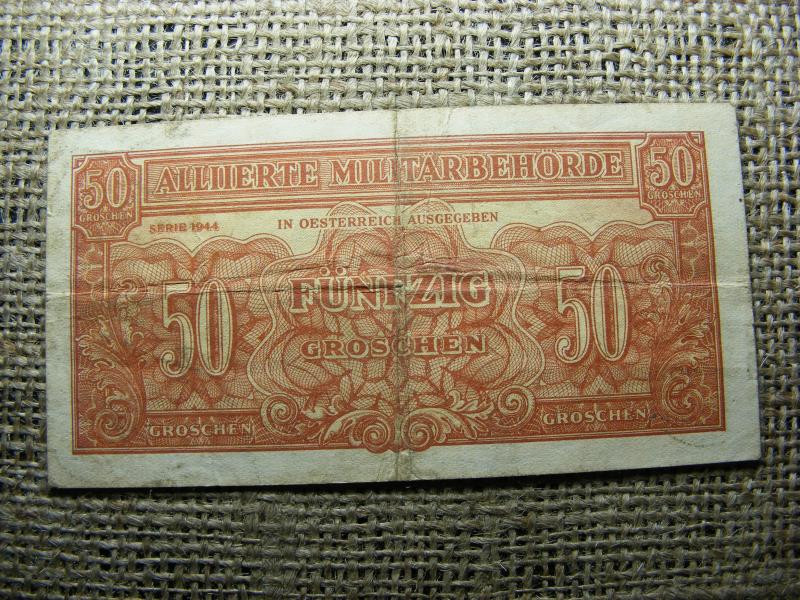 50 GROSCHEN
ALLIIERTE MILITÄRBEHÖRDE
50 GROSCHEN
SERIE 1944
IN OESTERREICH AUSGEGEBEN
50
FÜNFZIG
GROSCHEN
50
GROSCHEN
GROSCHEN